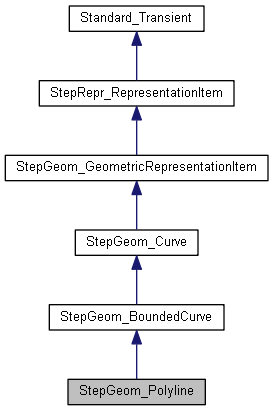 Standard_Transient
StepRepr_RepresentationItem
StepGeom_GeometricRepresentationItem
StepGeom_Curve
StepGeom_BoundedCurve
StepGeom_Polyline